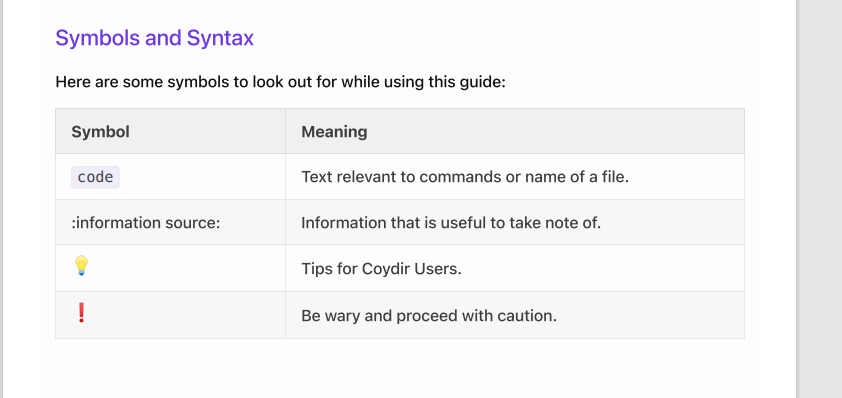 Symbols and Syntax
Here are some symbols to look out for while using this guide:
Symbol Meaning
code Text relevant to commands or name of a file.
:information source: Information that is useful to take note of.
💡 Tips for Coydir Users.
❗ Be wary and proceed with caution.